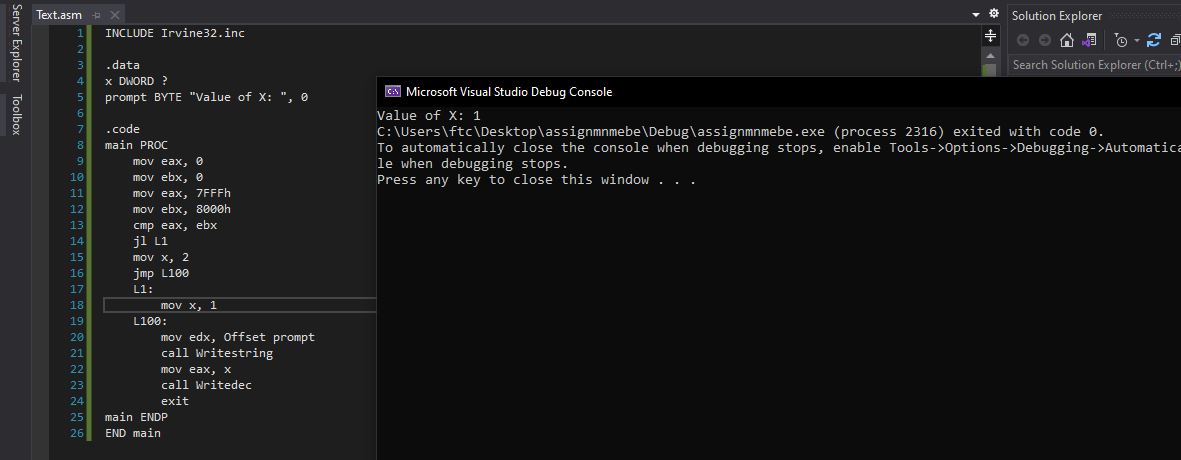 Server Explorer
Toolbox
Text.asm
1 INCLUDE Irvine32.inc
2
3 .data
4 x DWORD ?
5 prompt BYTE "Value of X: ", 0
6
7 .code
8 main PROC
9 mov eax, 0
10 mov ebx, 0
11 mov eax, 7FFFh
12 mov ebx, 8000h
13 cmp eax, ebx
14 jl L1
15 mov x, 2
16 jmp L100
17 L1:
18 mov x, 1
19 L100:
20 mov edx, Offset prompt
21 call Writestring
22 mov eax, x
23 call Writedec
24 exit
25 main ENDP
26 END main
Microsoft Visual Studio Debug Console
Value of X: 1
C:\Users\ftc\Desktop\assignmnmebe\Debug\assignmnmebe.exe (process 2316) exited with code 0.
To automatically close the console when debugging stops, enable Tools->Options->Debugging->Automatica
le when debugging stops.
Press any key to close this window . . .
Solution Explorer
Search Solution Explorer (Ctrl+;)